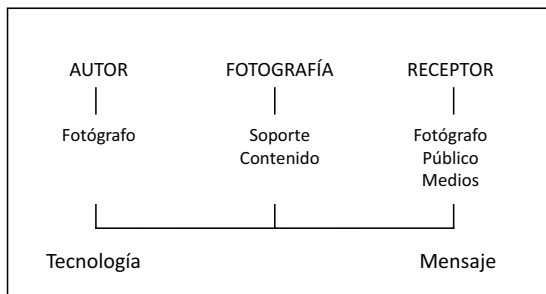 AUTOR FOTOGRAFÍA RECEPTOR
Fotógrafo Soporte Fotógrafo
Contenido Público
Medios
Tecnología Mensaje